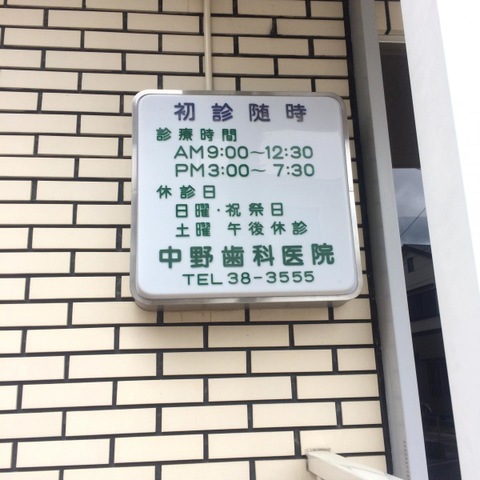 初診随時
診療時間
AM9:00〜12:30
PM3:00〜7:30
休診日
日曜・祝祭日
土曜 午後休診
中野歯科医院
TEL 38-3555